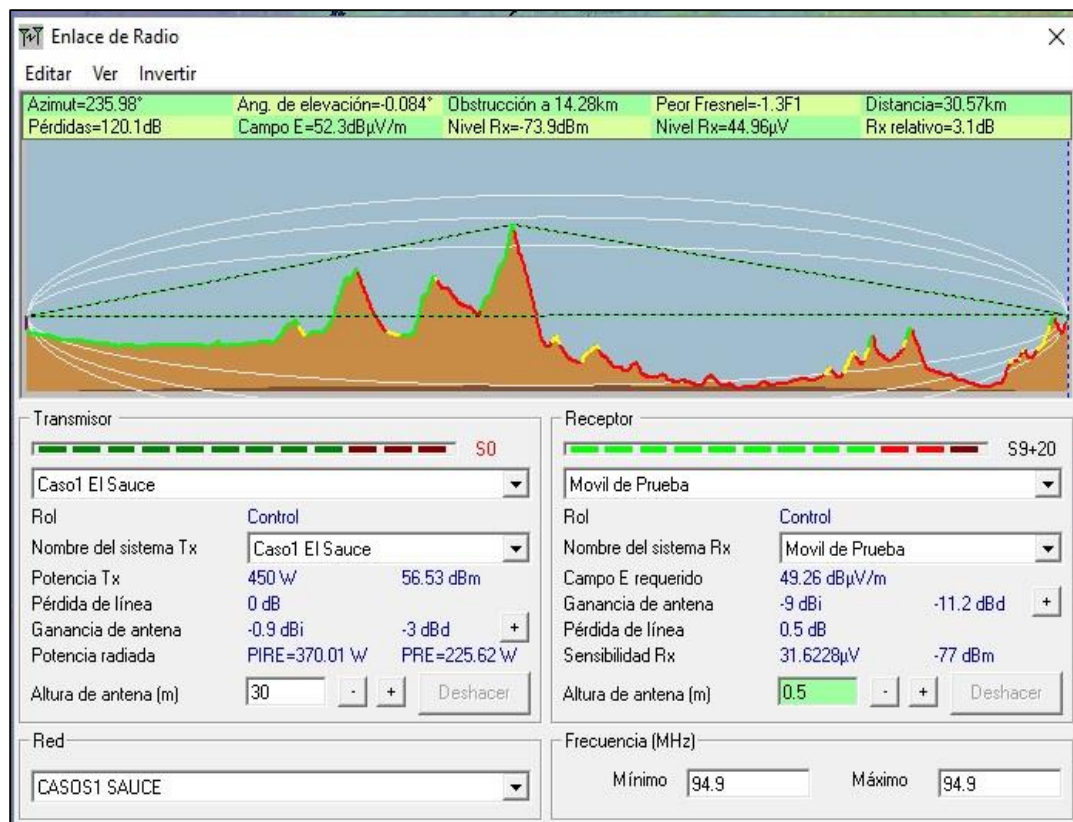 Enlace de Radio
Editar Ver Invertir
Azimut=235.98° Ang. de elevación=-0.084° Obstrucción a 14.28km Peor Fresnel=-1.3F1 Distancia=30.57km
Pérdidas=120.1dB Campo E=52.3dBµV/m Nivel Rx=-73.9dBm Nivel Rx=44.96µV Rx relativo=3.1dB
Transmisor
S0
Caso1 El Sauce
Rol Control
Nombre del sistema Tx Caso1 El Sauce
Potencia Tx 450 W 56.53 dBm
Pérdida de línea 0 dB
Ganancia de antena -0.9 dBi -3 dBd +
Potencia radiada PIRE=370.01 W PRE=225.62 W
Altura de antena (m) 30 - + Deshacer
Red
CASOS1 SAUCE
Receptor
S9+20
Movil de Prueba
Rol Control
Nombre del sistema Rx Movil de Prueba
Campo E requerido 49.26 dBµV/m
Ganancia de antena -9 dBi -11.2 dBd +
Pérdida de línea 0.5 dB
Sensibilidad Rx 31.6228µV -77 dBm
Altura de antena (m) 0.5 - + Deshacer
Frecuencia (MHz)
Mínimo 94.9 Máximo 94.9